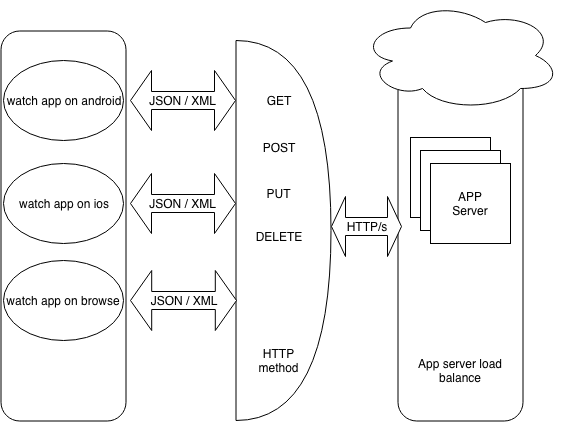 watch app on android
JSON / XML
GET
POST
watch app on ios
JSON / XML
PUT
DELETE
HTTP/s
APP
Server
watch app on browse
JSON / XML
HTTP
method
App server load
balance